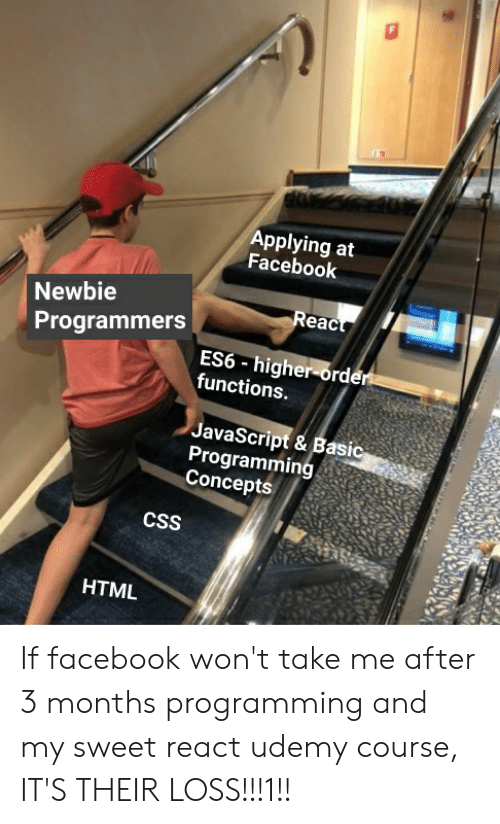 F
Applying at
Facebook
Newbie
Programmers
React
ES6 - higher-order
functions.
JavaScript & Basic
Programming
Concepts
CSS
HTML
If facebook won't take me after
3 months programming and
my sweet react udemy course,
IT'S THEIR LOSS!!!1!!